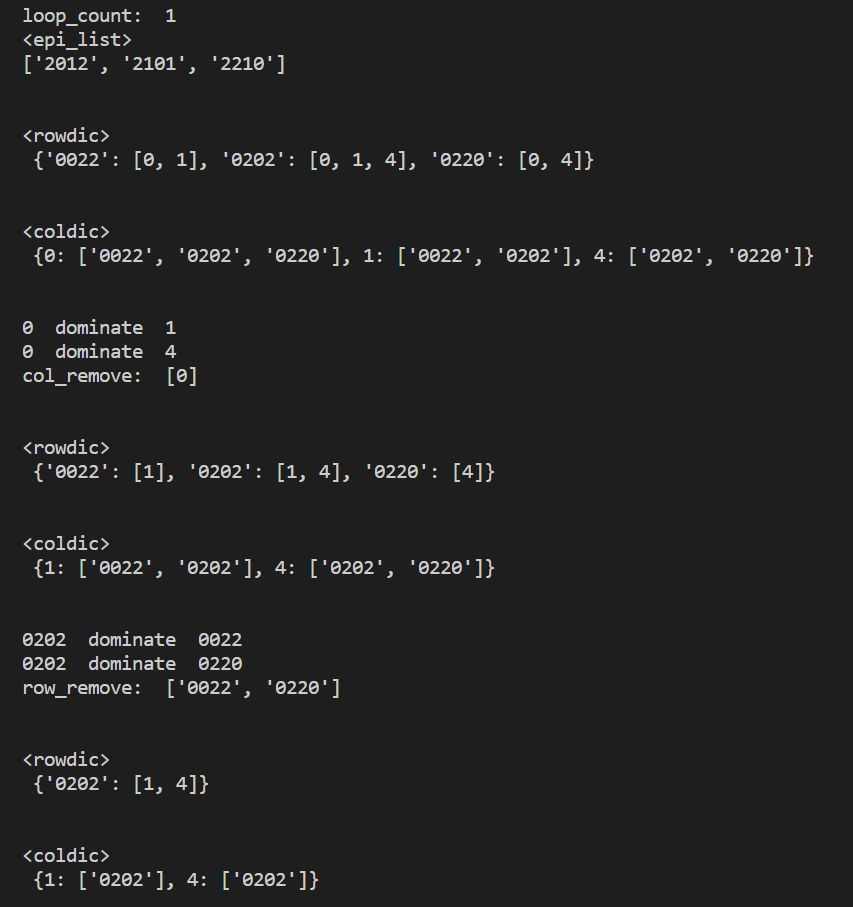 loop_count:  1
<epi_list>
['2012', '2101', '2210']
<rowdic>
 {'0022': [0, 1], '0202': [0, 1, 4], '0220': [0, 4]}
<coldic>
 {0: ['0022', '0202', '0220'], 1: ['0022', '0202'], 4: ['0202', '0220']}
0  dominate  1
0  dominate  4
col_remove:  [0]
<rowdic>
 {'0022': [1], '0202': [1, 4], '0220': [4]}
<coldic>
 {1: ['0022', '0202'], 4: ['0202', '0220']}
0202  dominate  0022
0202  dominate  0220
row_remove:  ['0022', '0220']
<rowdic>
 {'0202': [1, 4]}
<coldic>
 {1: ['0202'], 4: ['0202']}